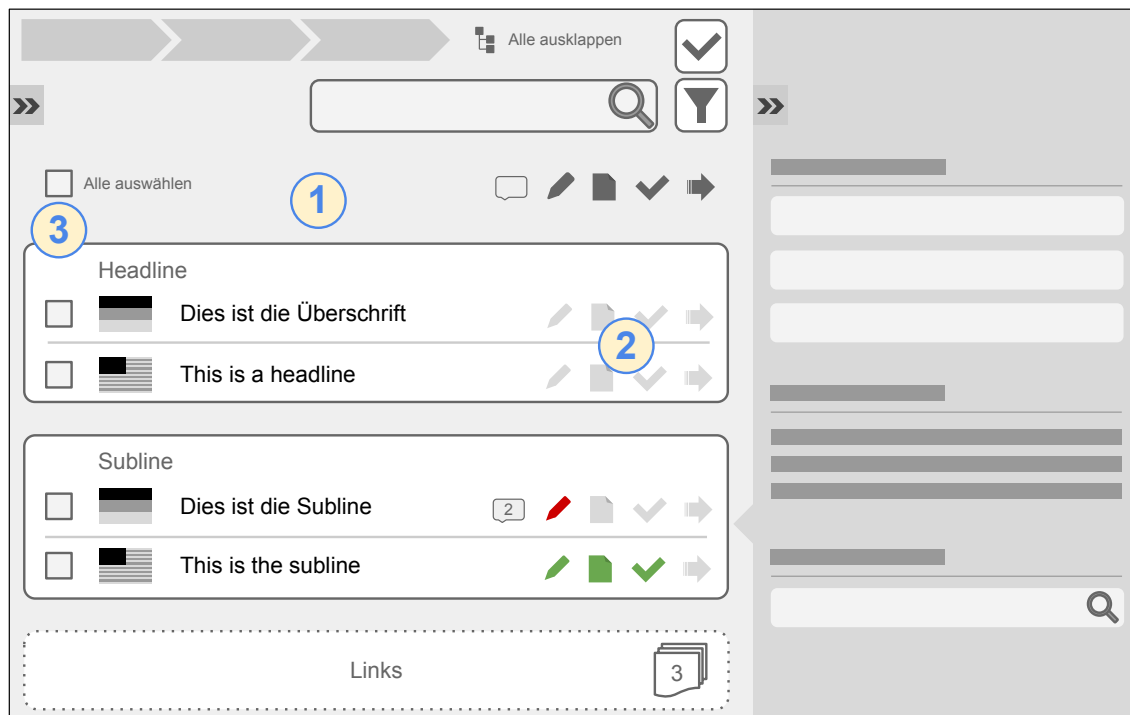 Alle ausklappen
Alle auswählen
1
3
Headline
Dies ist die Überschrift
2
This is a headline
Subline
Dies ist die Subline
2
This is the subline
Links
3